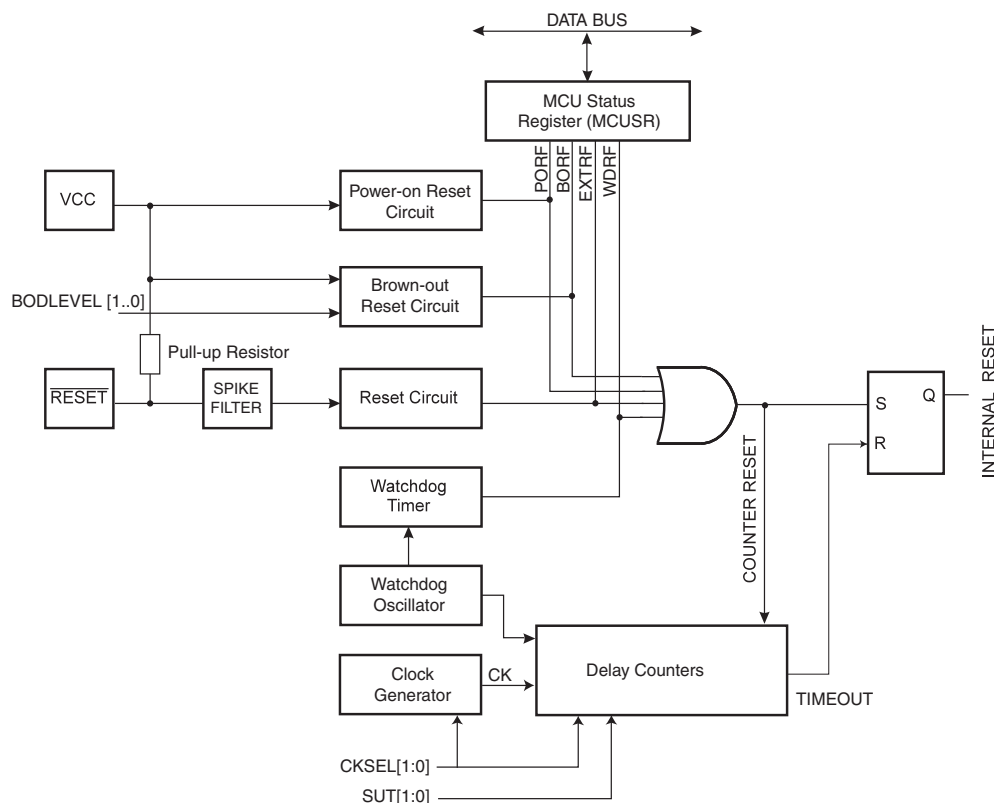 DATA BUS
MCU Status
Register (MCUSR)
PORF
BORF
EXTRF
WDRF
VCC
Power-on Reset
Circuit
Brown-out
Reset Circuit
BODLEVEL [1..0]
Pull-up Resistor
RESET
SPIKE
FILTER
Reset Circuit
S
Q
R
INTERNAL RESET
Watchdog
Timer
COUNTER RESET
Watchdog
Oscillator
Clock
Generator
CK
Delay Counters
TIMEOUT
CKSEL[1:0]
SUT[1:0]